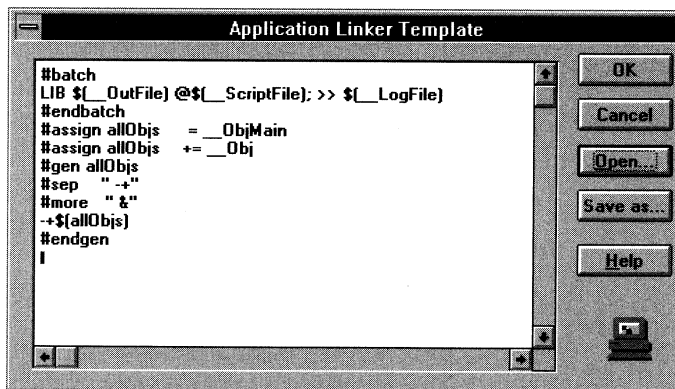 Application Linker Template
#batch
LIB $(__OutFile) @$(__ScriptFile); >> $(__LogFile)
#endbatch
#assign allObjs = __ObjMain
#assign allObjs += __Obj
#gen allObjs
#sep " -+"
#more " &"
-+$(allObjs)
#endgen
OK
Cancel
Open...
Save as...
Help